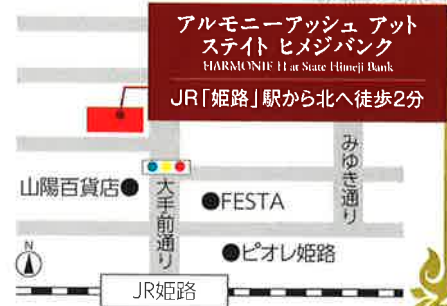 アルモニーアッシュ アット
ステイト ヒメジバンク
HARMONIE H at State Himeji Bank
JR「姫路」駅から北へ徒歩2分
みゆき通り
山陽百貨店
大手前通り
FESTA
ピオレ姫路
N
JR姫路